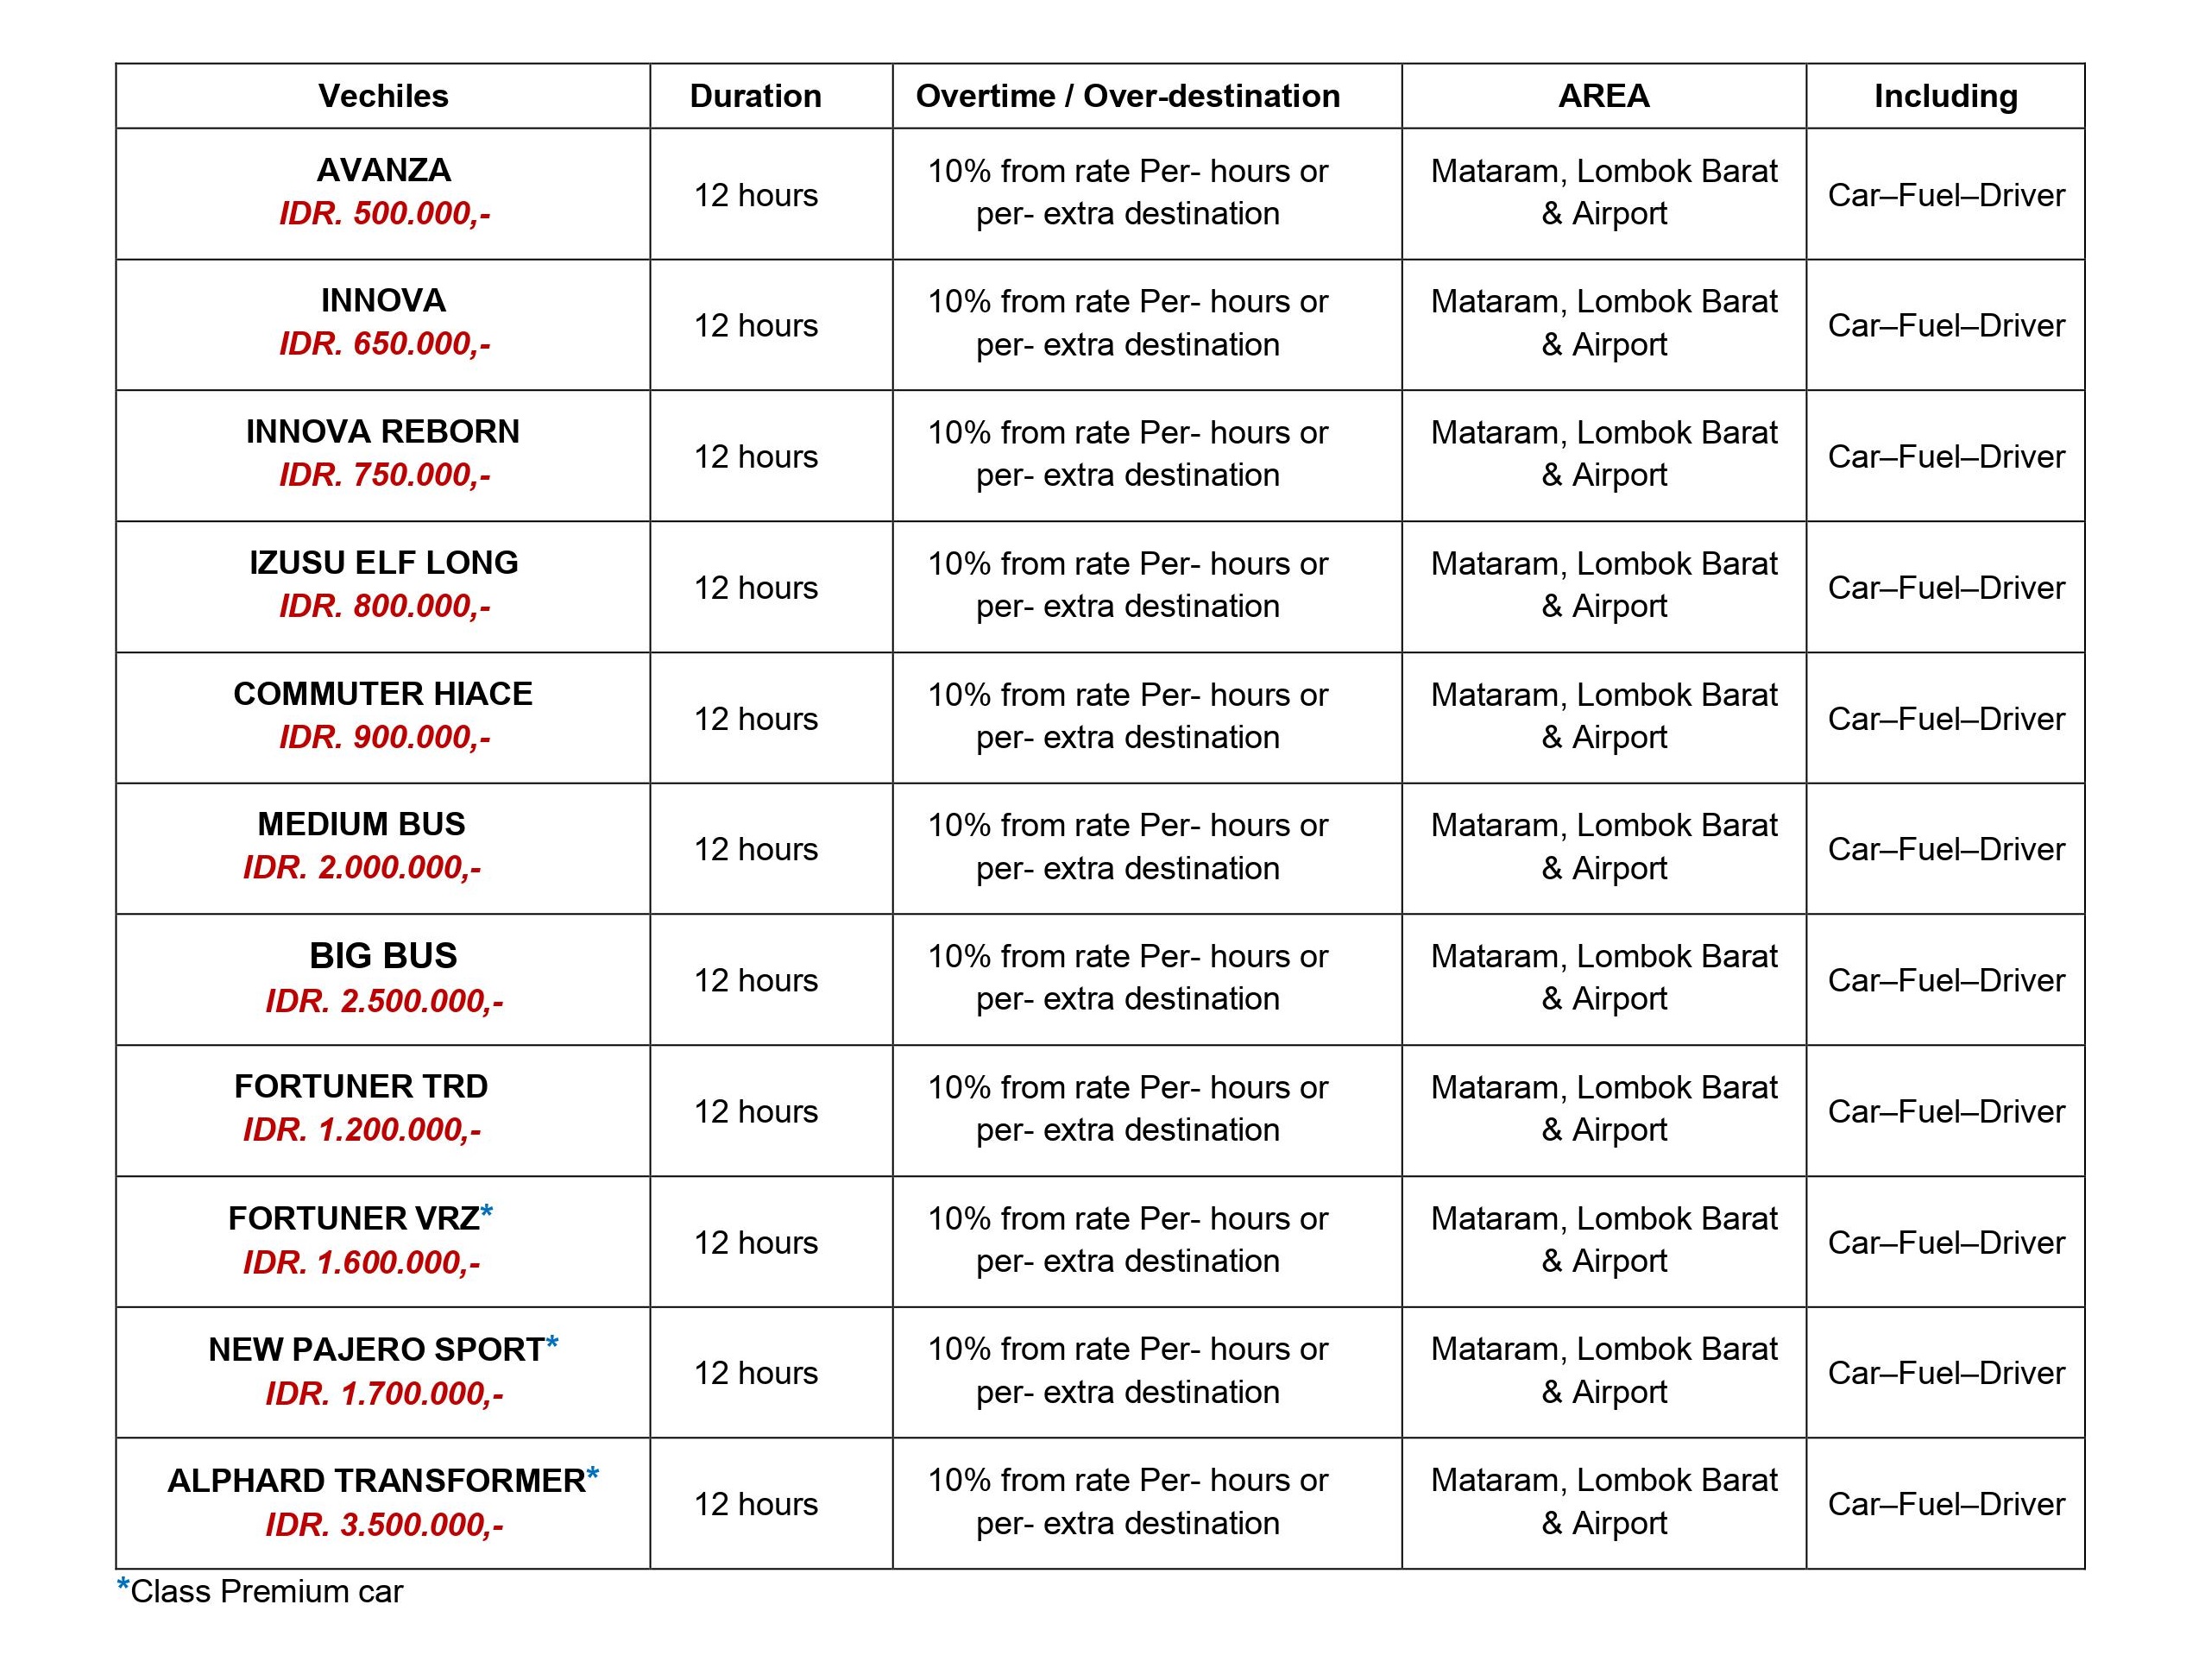 Vechiles Duration Overtime / Over-destination AREA Including
AVANZA
IDR. 500.000,-
12 hours
10% from rate Per- hours or
per- extra destination
Mataram, Lombok Barat
& Airport
Car–Fuel–Driver
INNOVA
IDR. 650.000,-
12 hours
10% from rate Per- hours or
per- extra destination
Mataram, Lombok Barat
& Airport
Car–Fuel–Driver
INNOVA REBORN
IDR. 750.000,-
12 hours
10% from rate Per- hours or
per- extra destination
Mataram, Lombok Barat
& Airport
Car–Fuel–Driver
IZUSU ELF LONG
IDR. 800.000,-
12 hours
10% from rate Per- hours or
per- extra destination
Mataram, Lombok Barat
& Airport
Car–Fuel–Driver
COMMUTER HIACE
IDR. 900.000,-
12 hours
10% from rate Per- hours or
per- extra destination
Mataram, Lombok Barat
& Airport
Car–Fuel–Driver
MEDIUM BUS
IDR. 2.000.000,-
12 hours
10% from rate Per- hours or
per- extra destination
Mataram, Lombok Barat
& Airport
Car–Fuel–Driver
BIG BUS
IDR. 2.500.000,-
12 hours
10% from rate Per- hours or
per- extra destination
Mataram, Lombok Barat
& Airport
Car–Fuel–Driver
FORTUNER TRD
IDR. 1.200.000,-
12 hours
10% from rate Per- hours or
per- extra destination
Mataram, Lombok Barat
& Airport
Car–Fuel–Driver
FORTUNER VRZ*
IDR. 1.600.000,-
12 hours
10% from rate Per- hours or
per- extra destination
Mataram, Lombok Barat
& Airport
Car–Fuel–Driver
NEW PAJERO SPORT*
IDR. 1.700.000,-
12 hours
10% from rate Per- hours or
per- extra destination
Mataram, Lombok Barat
& Airport
Car–Fuel–Driver
ALPHARD TRANSFORMER*
IDR. 3.500.000,-
12 hours
10% from rate Per- hours or
per- extra destination
Mataram, Lombok Barat
& Airport
Car–Fuel–Driver
*Class Premium car